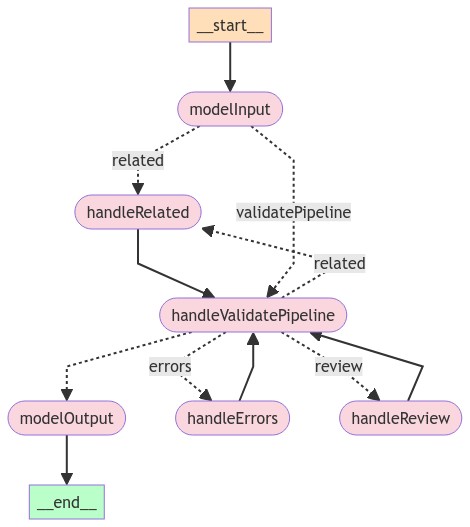 __start__
modelInput
related
handleRelated
validatePipeline
related
handleValidatePipeline
errors
review
modelOutput
handleErrors
handleReview
__end__